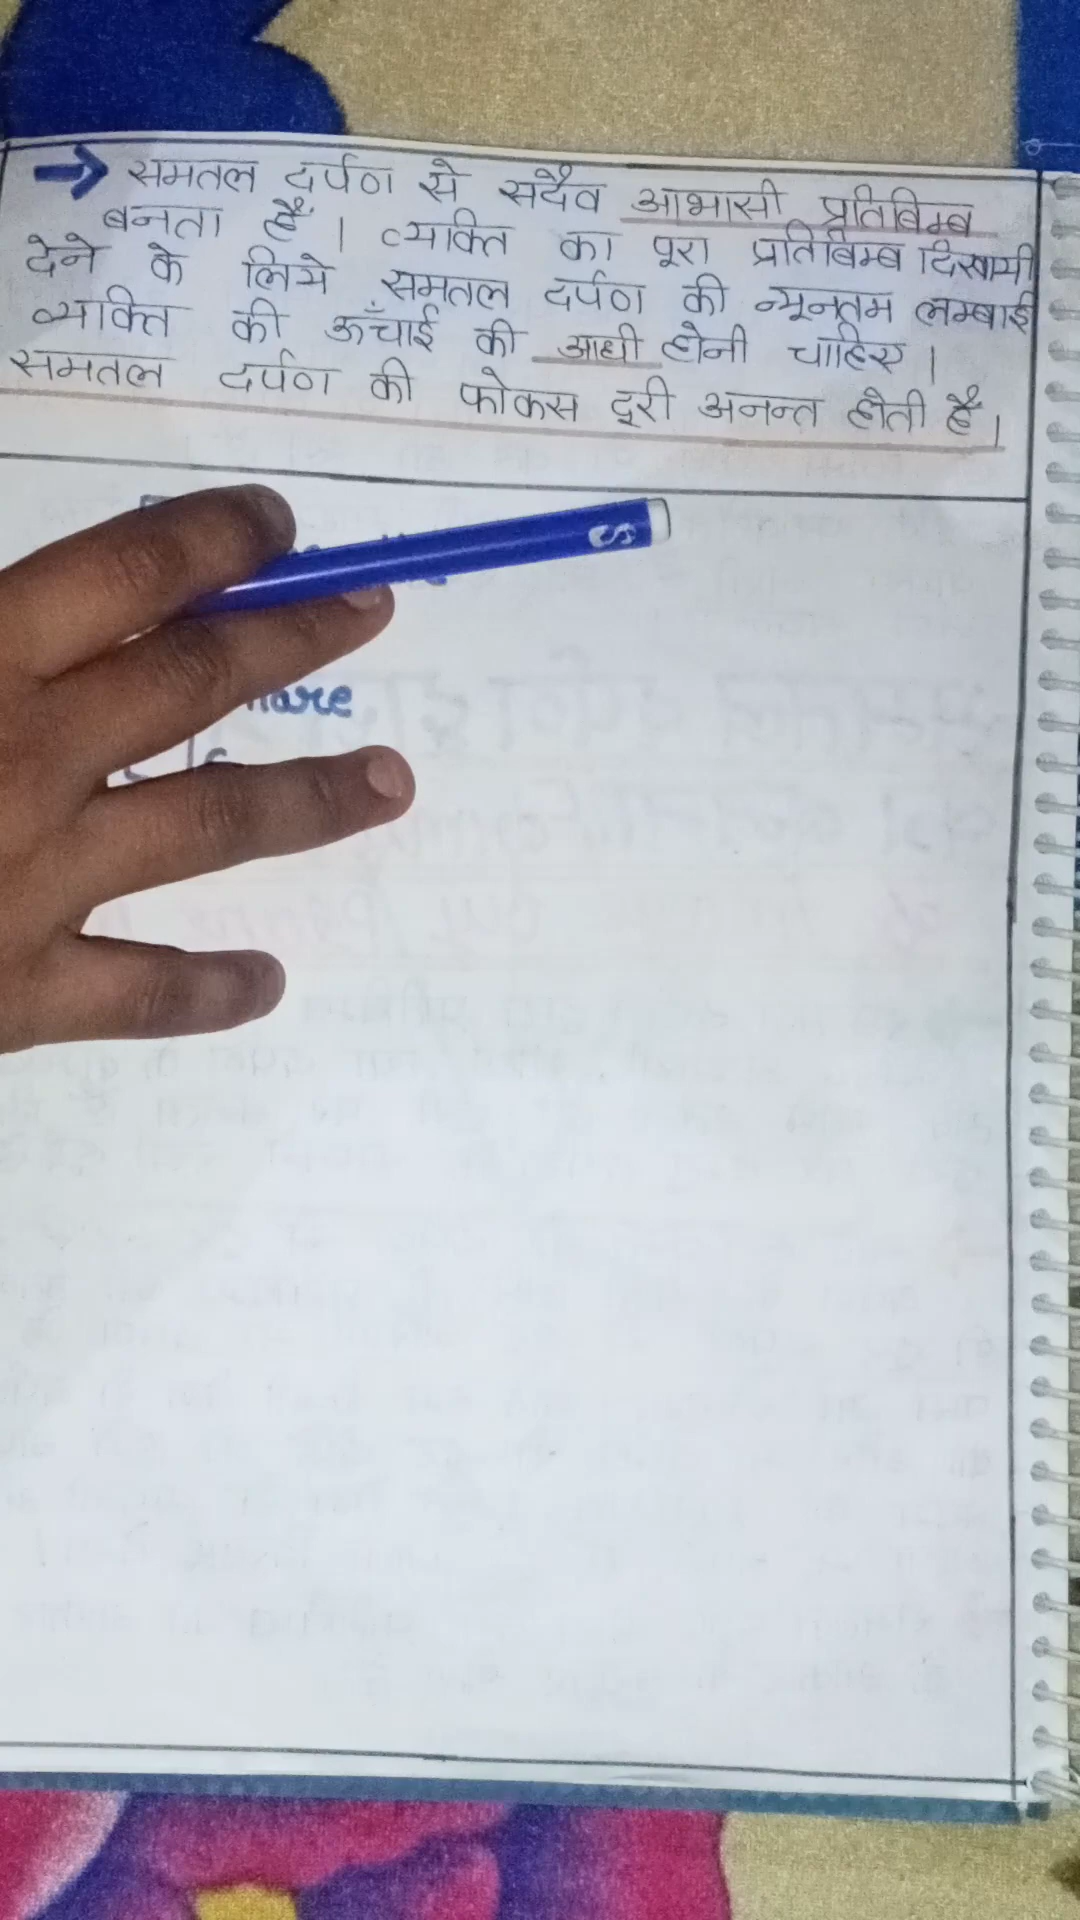 → समतल दर्पण से सदैव आभासी प्रतिबिम्ब
बनता है। व्यक्ति का पूरा प्रतिबिम्ब दिखायी
देने के लिये समतल दर्पण की न्यूनतम लम्बाई
व्यक्ति की ऊँचाई की आधी होनी चाहिए।
समतल दर्पण की फोकस दूरी अनन्त होती है।